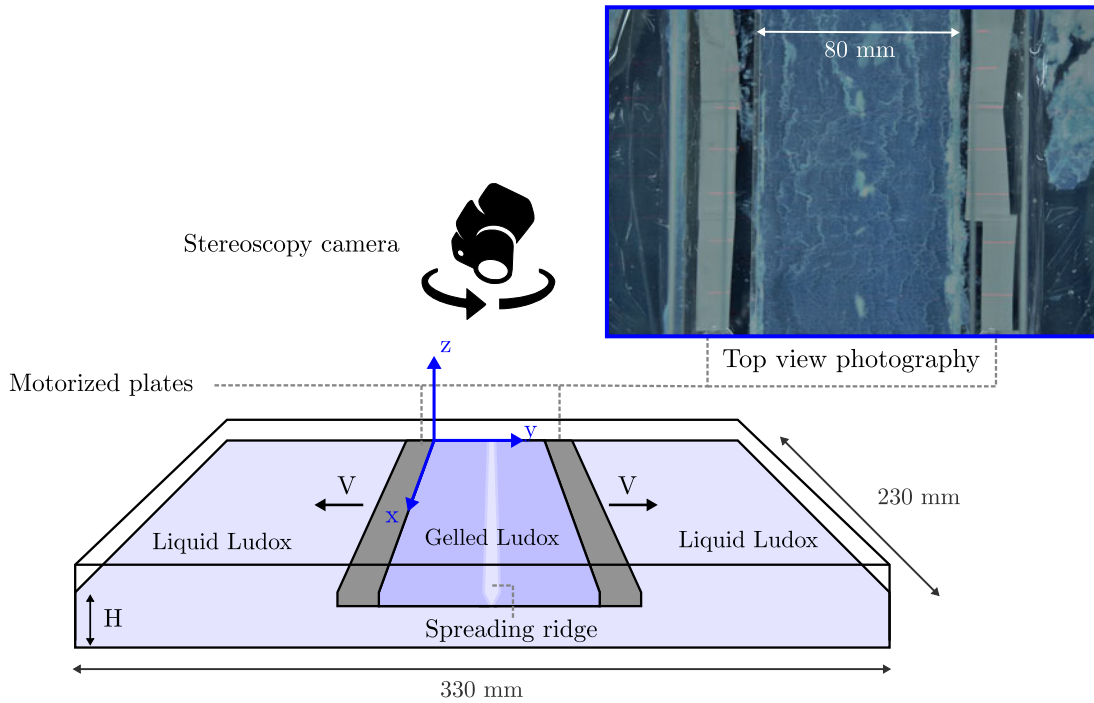 80 mm
Stereoscopy camera
Top view photography
Motorized plates
z
y
x
V
V
230 mm
Liquid Ludox
Gelled Ludox
Liquid Ludox
H
Spreading ridge
330 mm